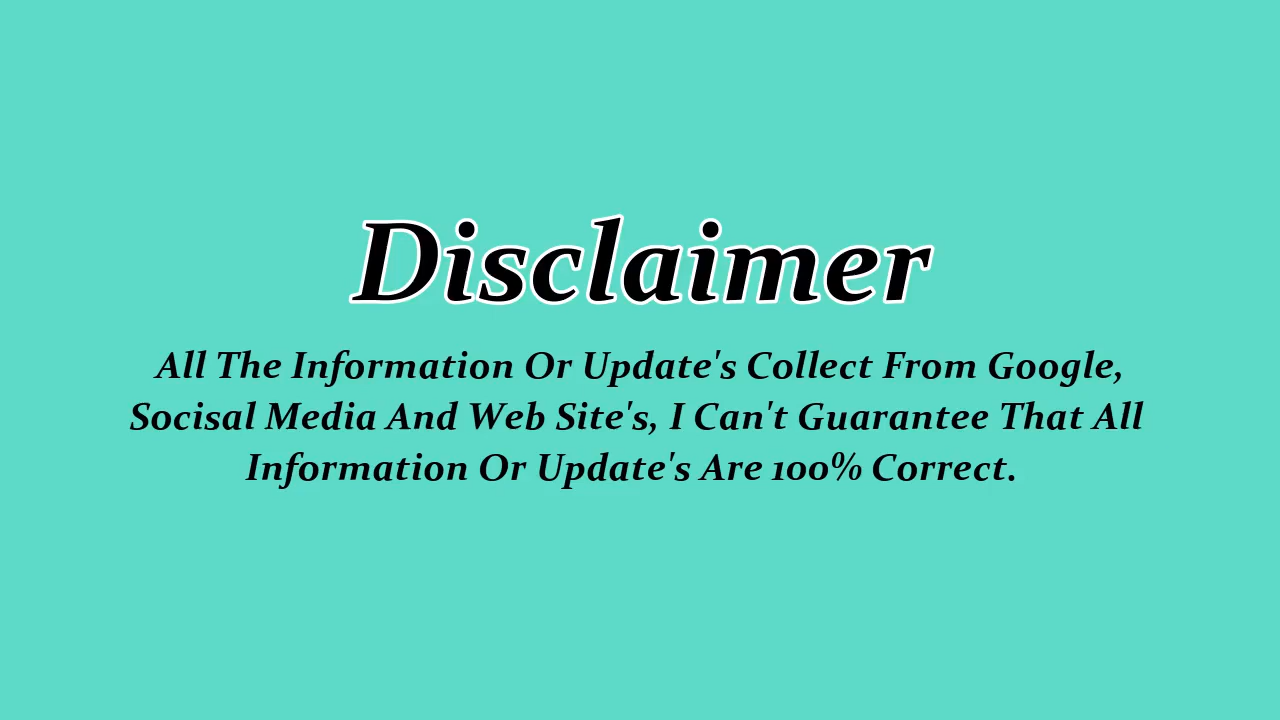 Disclaimer
All The Information Or Update's Collect From Google,
Socisal Media And Web Site's, I Can't Guarantee That All
Information Or Update's Are 100% Correct.